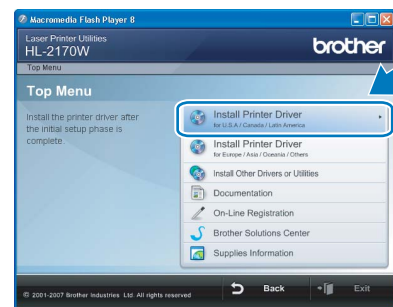 Macromedia Flash Player 8
Laser Printer Utilities
HL-2170W
brother
Top Menu
Top Menu
Install the printer driver after
the initial setup phase is
complete.
Install Printer Driver
for U.S.A / Canada / Latin America
Install Printer Driver
for Europe / Asia / Oceania / Others
Install Other Drivers or Utilities
Documentation
On-Line Registration
Brother Solutions Center
Supplies Information
© 2001-2007 Brother Industries Ltd. All rights reserved
Back
Exit